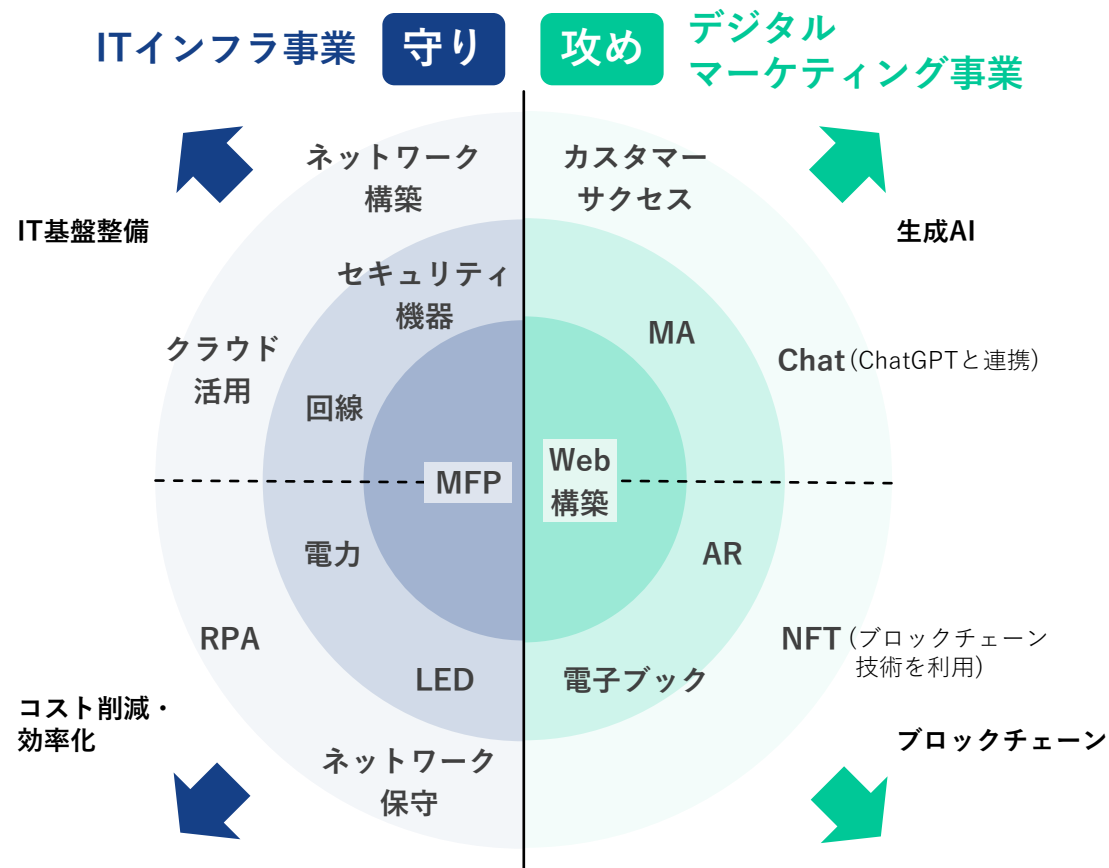 ITインフラ事業
守り
攻め
デジタル
マーケティング事業
ネットワーク
構築
カスタマー
サクセス
IT基盤整備
生成AI
セキュリティ
機器
MA
クラウド
活用
Chat (ChatGPTと連携)
回線
MFP
Web
構築
電力
AR
RPA
NFT (ブロックチェーン
技術を利用)
LED
電子ブック
コスト削減・
効率化
ブロックチェーン
ネットワーク
保守